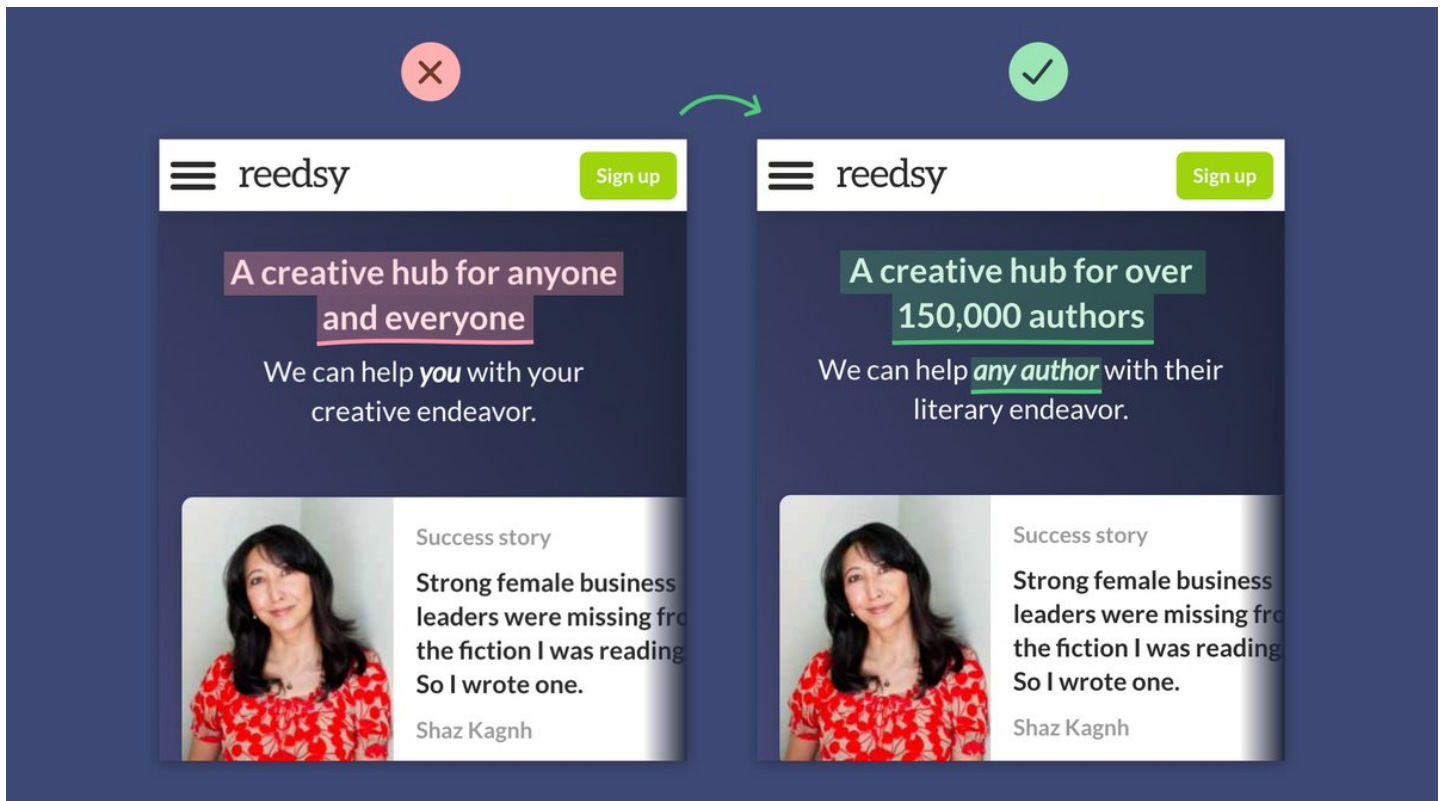 reedsy
Sign up
A creative hub for anyone
and everyone
We can help you with your
creative endeavor.
Success story
Strong female business
leaders were missing fro
the fiction I was reading
So I wrote one.
Shaz Kagnh
reedsy
Sign up
A creative hub for over
150,000 authors
We can help any author with their
literary endeavor.
Success story
Strong female business
leaders were missing fro
the fiction I was reading
So I wrote one.
Shaz Kagnh